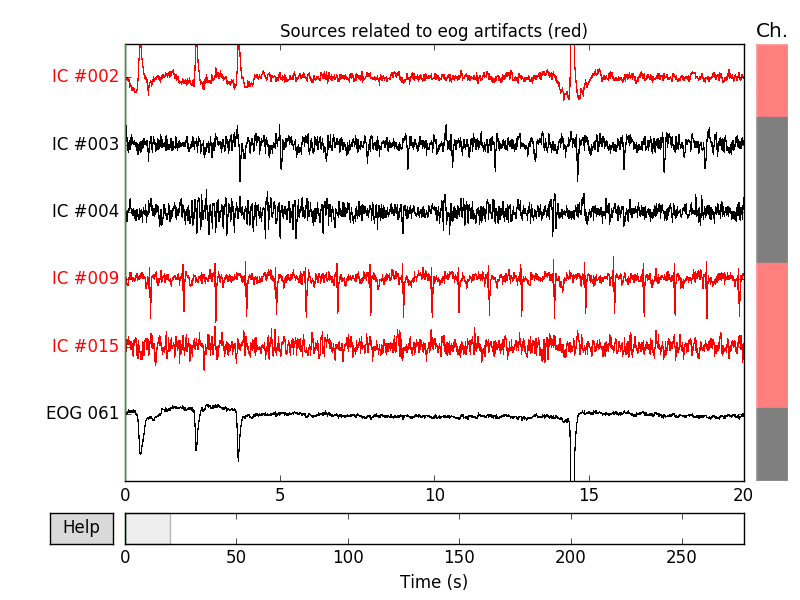 Sources related to eog artifacts (red)
Ch.
IC #002
IC #003
IC #004
IC #009
IC #015
EOG 061
0 5 10 15 20
Help
0 50 100 150 200 250
Time (s)